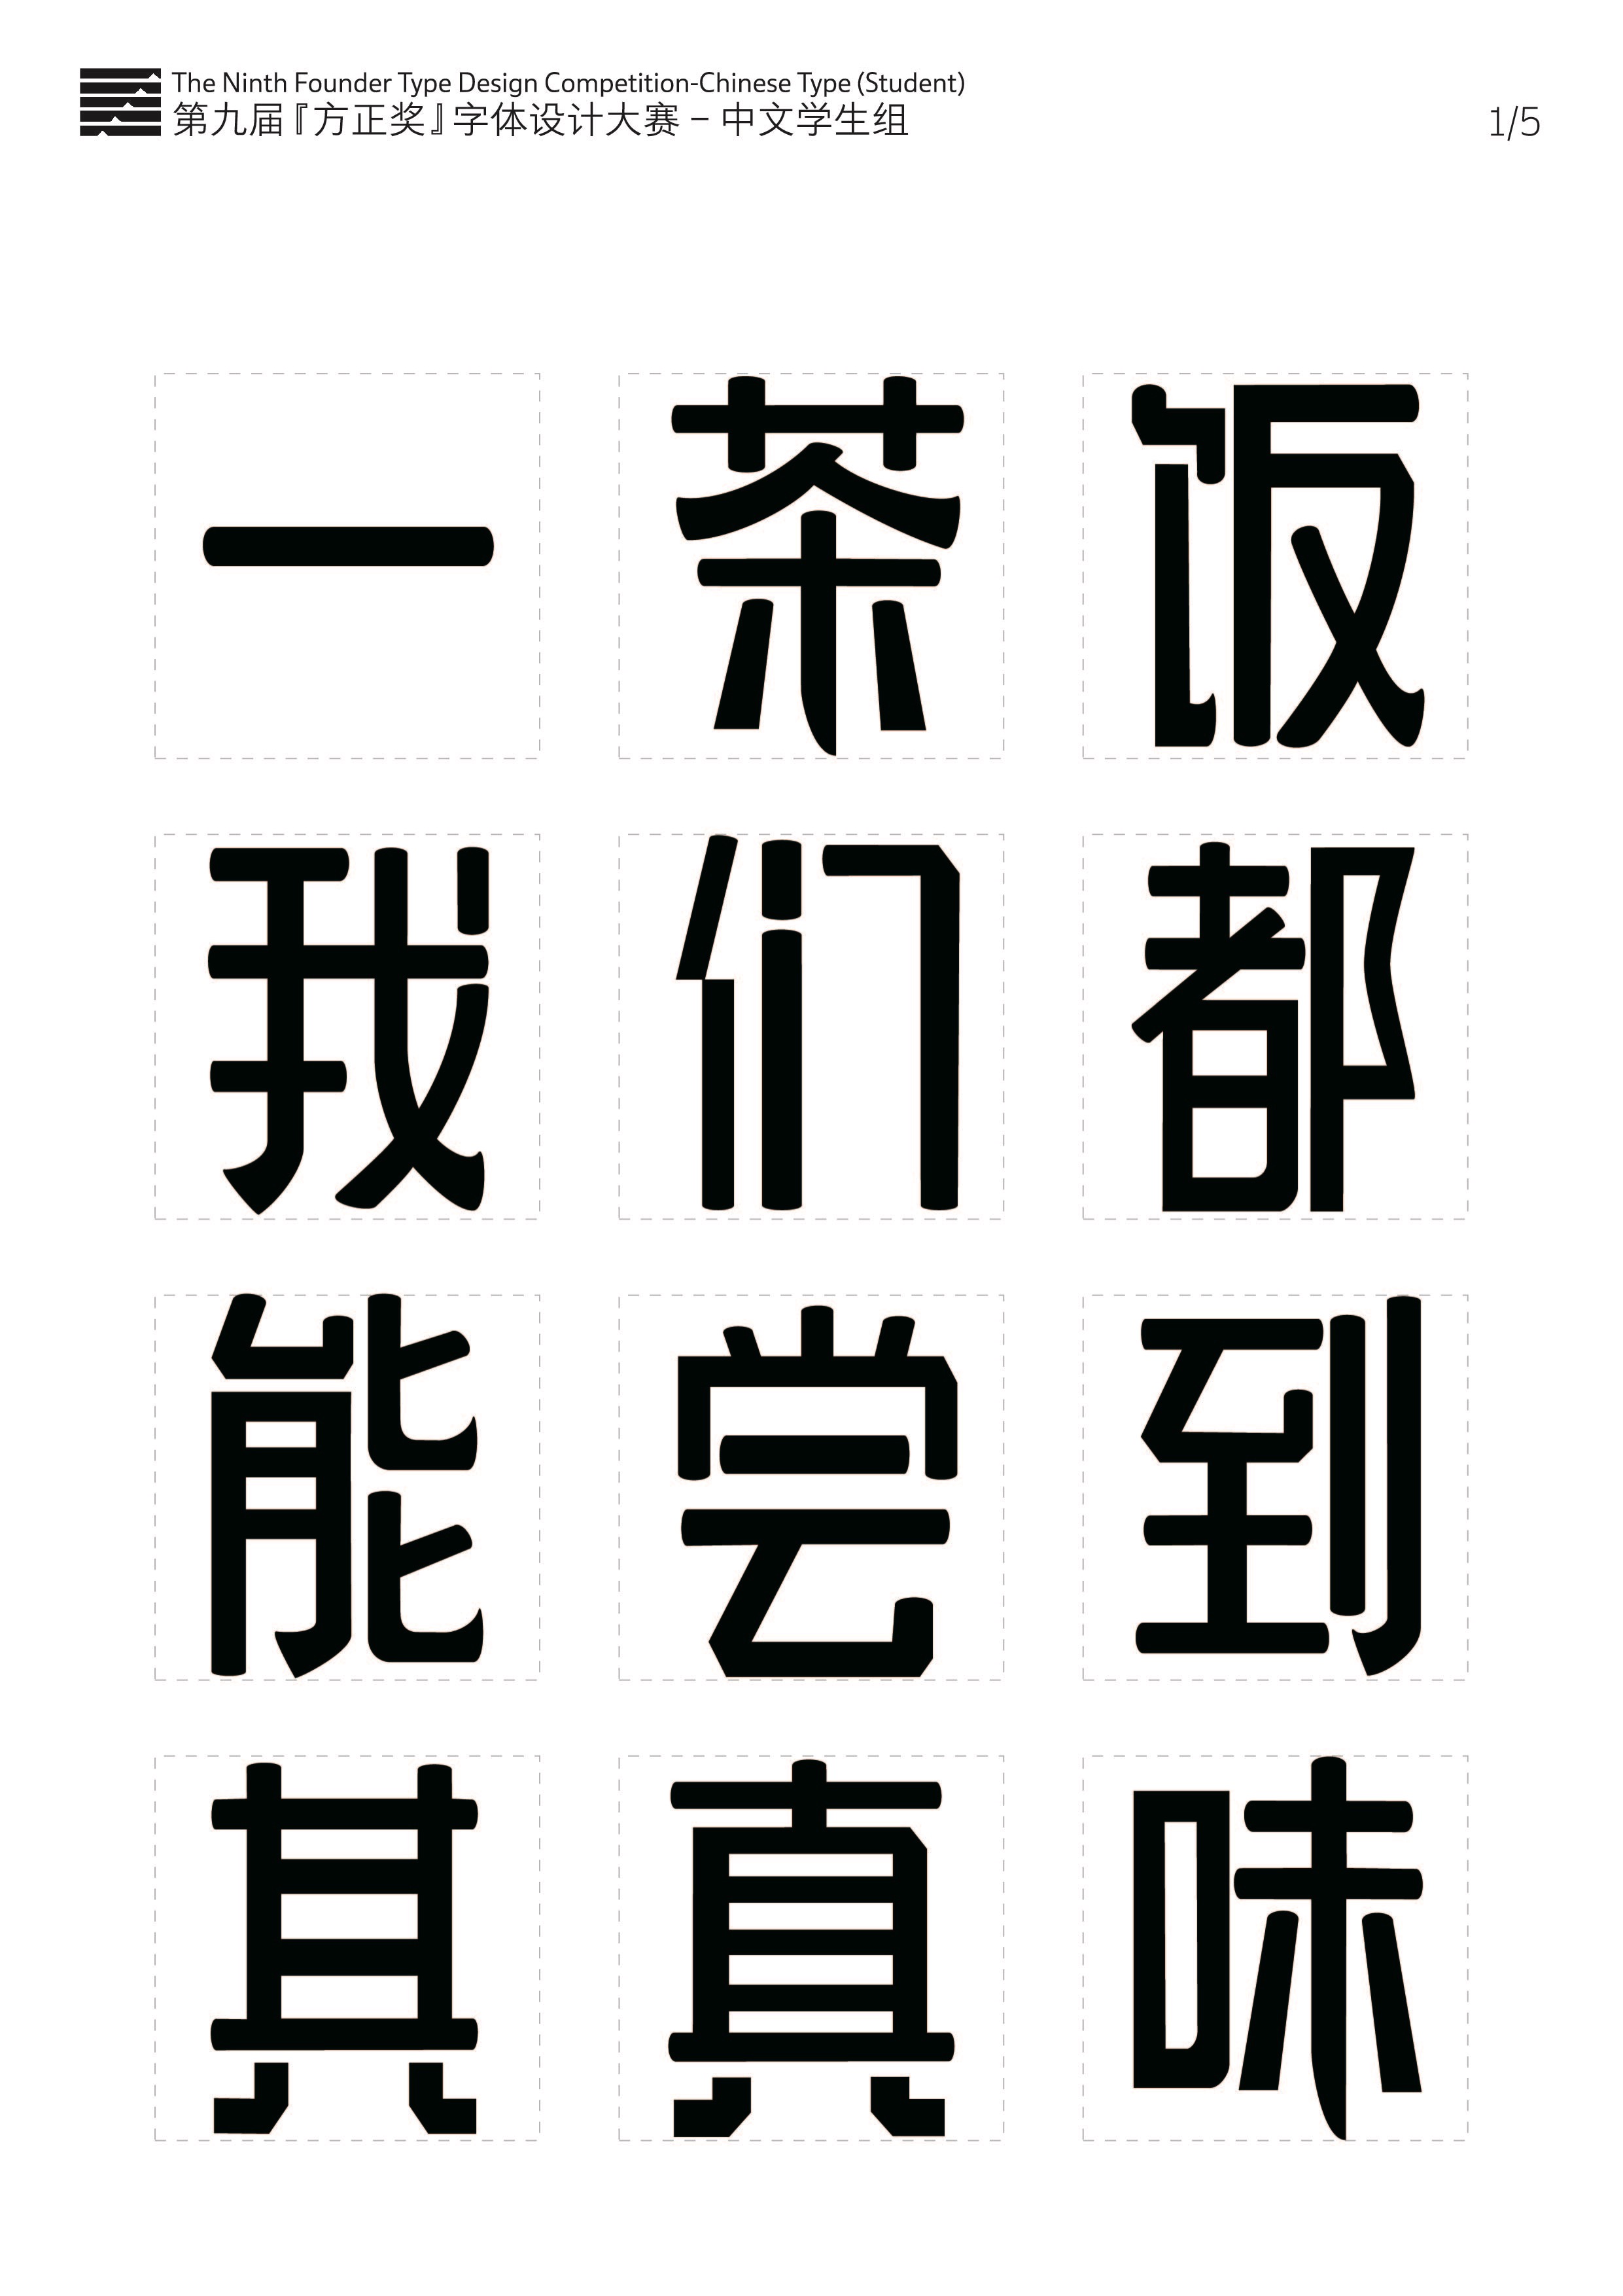 The Ninth Founder Type Design Competition-Chinese Type (Student)
第九届『方正奖』字体设计大赛 - 中文学生组
1/5
一茶饭
我们都
能尝到
其真味